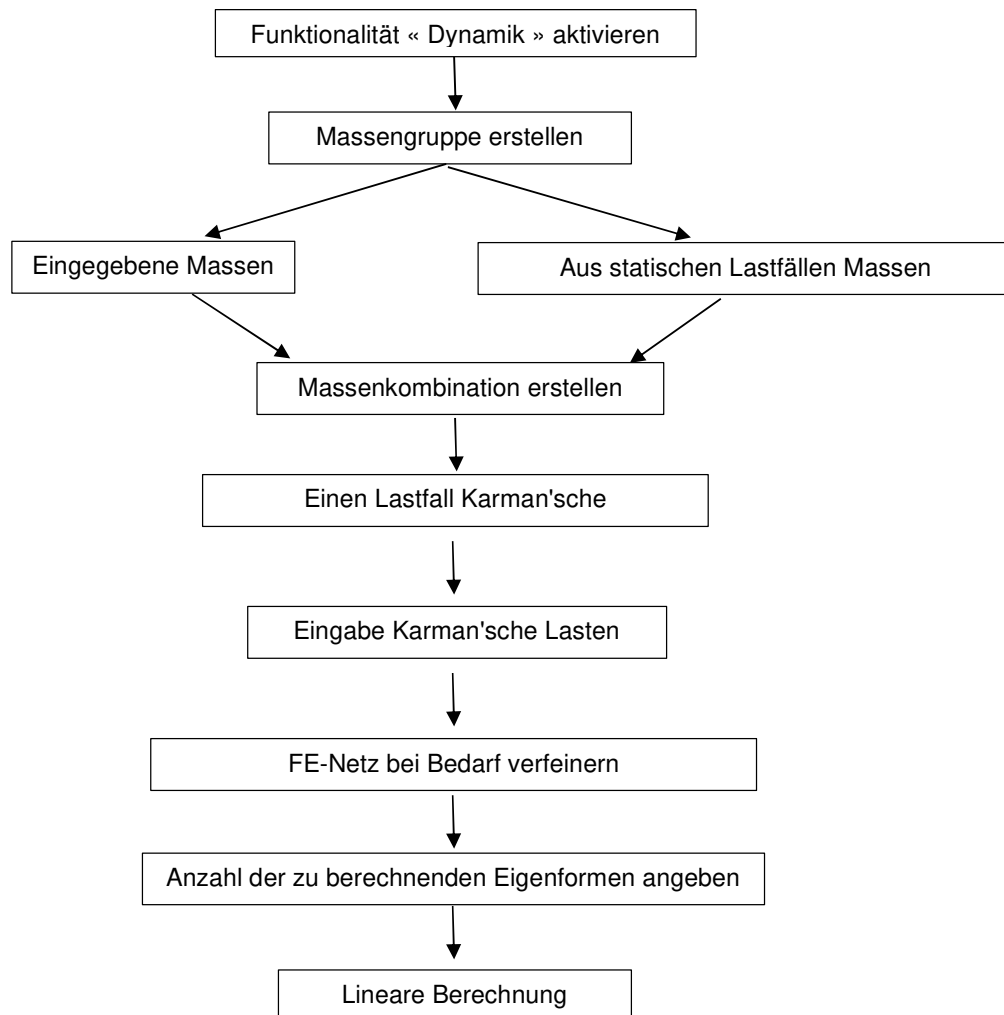 Funktionalität « Dynamik » aktivieren
Massengruppe erstellen
Eingegebene Massen
Aus statischen Lastfällen Massen
Massenkombination erstellen
Einen Lastfall Karman'sche
Eingabe Karman'sche Lasten
FE-Netz bei Bedarf verfeinern
Anzahl der zu berechnenden Eigenformen angeben
Lineare Berechnung